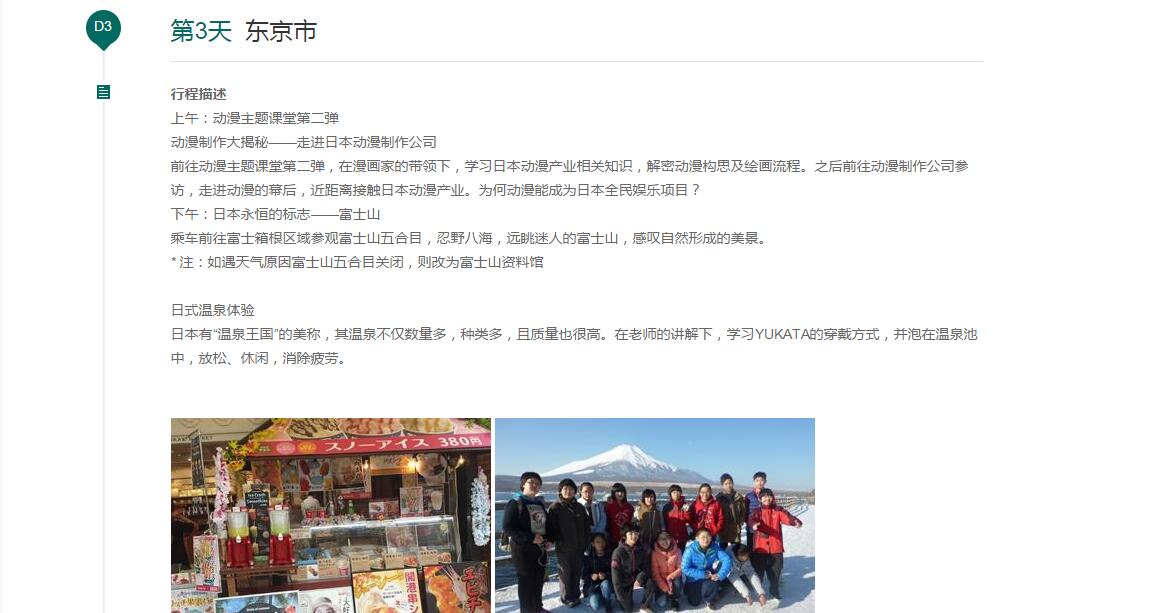 D3
第3天 东京市
行程描述
上午：动漫主题课堂第二弹
动漫制作大揭秘——走进日本动漫制作公司
前往动漫主题课堂第二弹，在漫画家的带领下，学习日本动漫产业相关知识，解密动漫构思及绘画流程。之后前往动漫制作公司参
访，走进动漫的幕后，近距离接触日本动漫产业。为何动漫能成为日本全民娱乐项目？
下午：日本永恒的标志——富士山
乘车前往富士箱根区域参观富士山五合目，忍野八海，远眺迷人的富士山，感叹自然形成的美景。
* 注：如遇天气原因富士山五合目关闭，则改为富士山资料馆
日式温泉体验
日本有“温泉王国”的美称，其温泉不仅数量多，种类多，且质量也很高。在老师的讲解下，学习YUKATA的穿戴方式，并泡在温泉池
中，放松、休闲，消除疲劳。
スノーアイス 380円